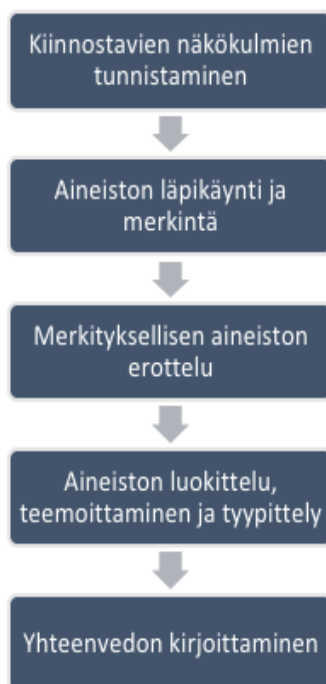 Kiinnostavien näkökulmien
tunnistaminen
Aineiston läpikäynti ja
merkintä
Merkityksellisen aineiston
erottelu
Aineiston luokittelu,
teemoittaminen ja tyypittely
Yhteenvedon kirjoittaminen